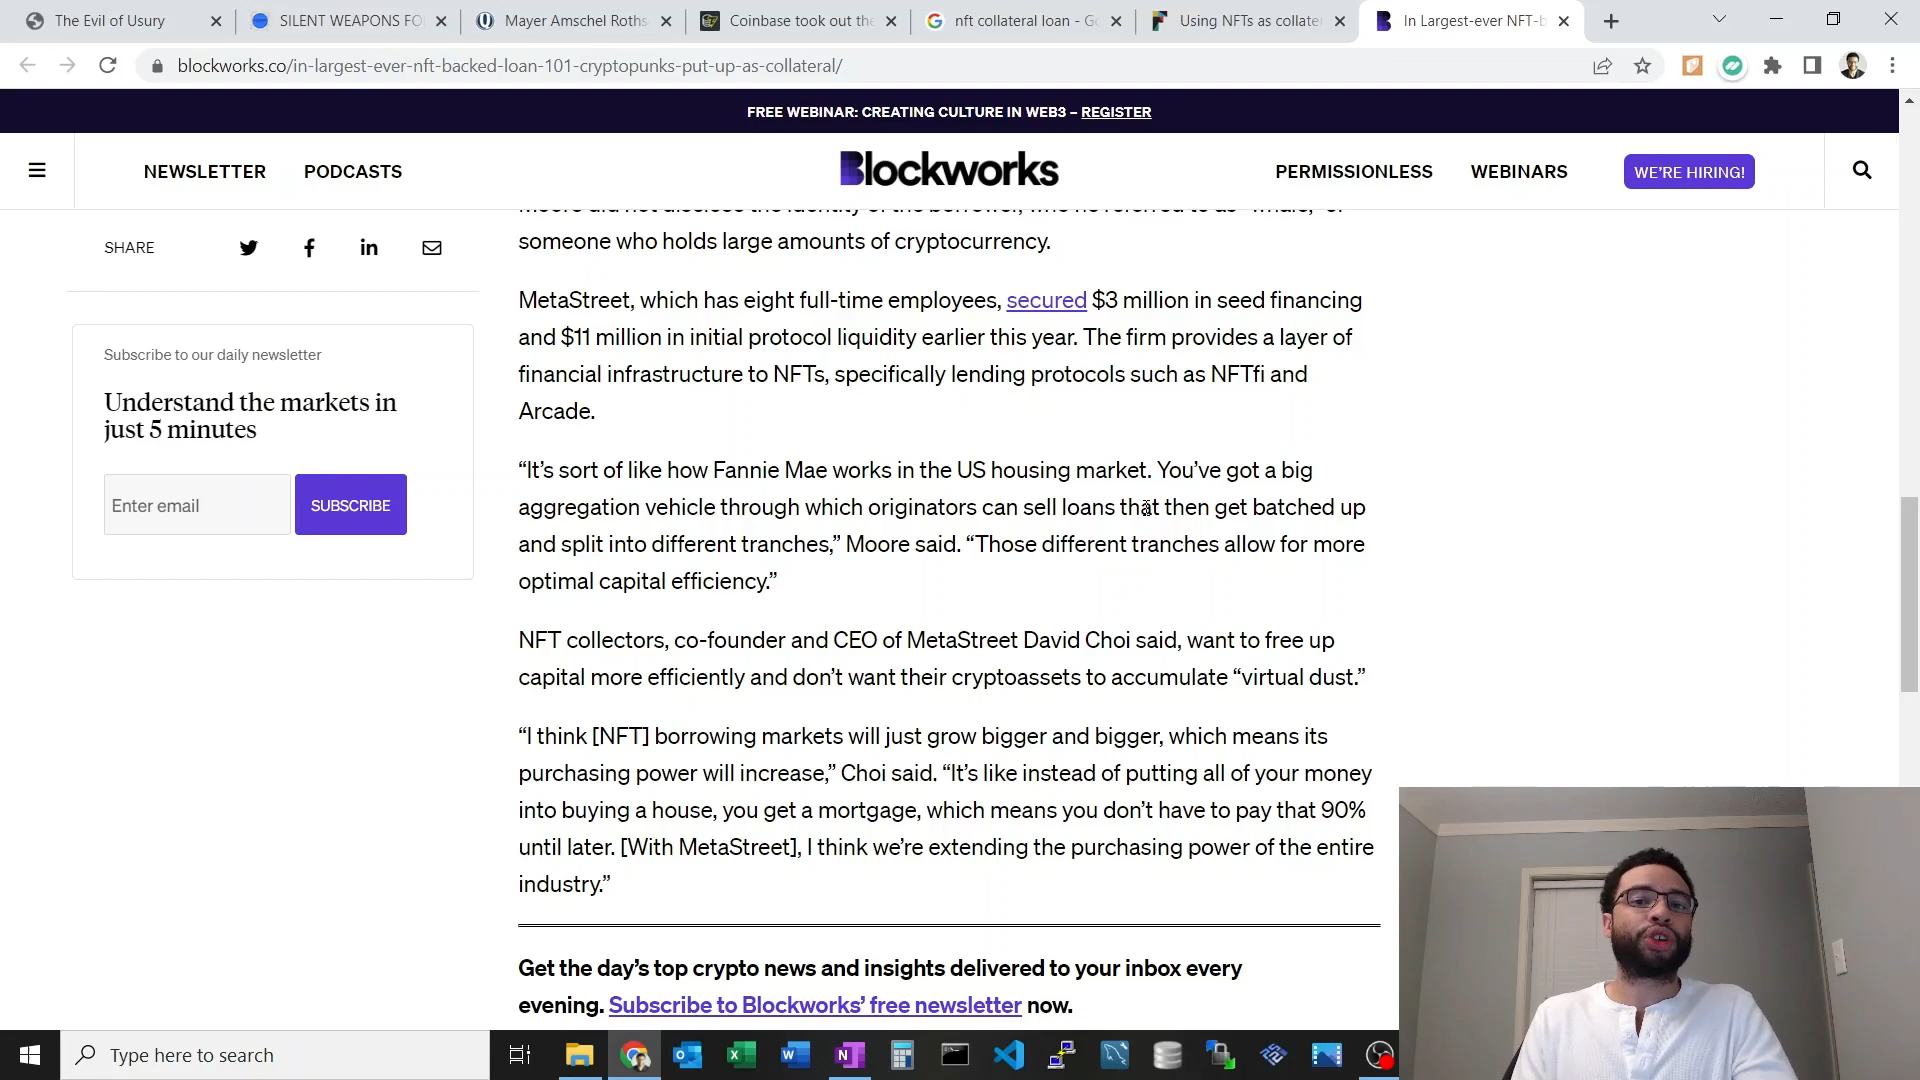 The Evil of Usury
SILENT WEAPONS FO
Mayer Amschel Roths
Coinbase took out the
nft collateral loan - Go
Using NFTs as collate
In Largest-ever NFT-b
blockworks.co/in-largest-ever-nft-backed-loan-101-cryptopunks-put-up-as-collateral/
FREE WEBINAR: CREATING CULTURE IN WEB3 – REGISTER
NEWSLETTER
PODCASTS
Blockworks
PERMISSIONLESS
WEBINARS
WE'RE HIRING!
SHARE
Subscribe to our daily newsletter
Understand the markets in
just 5 minutes
Enter email
SUBSCRIBE
Moore did not disclose the identity of the borrower, who he referred to as “whale,” or
someone who holds large amounts of cryptocurrency.
MetaStreet, which has eight full-time employees, secured $3 million in seed financing
and $11 million in initial protocol liquidity earlier this year. The firm provides a layer of
financial infrastructure to NFTs, specifically lending protocols such as NFTfi and
Arcade.
“It’s sort of like how Fannie Mae works in the US housing market. You’ve got a big
aggregation vehicle through which originators can sell loans that then get batched up
and split into different tranches,” Moore said. “Those different tranches allow for more
optimal capital efficiency.”
NFT collectors, co-founder and CEO of MetaStreet David Choi said, want to free up
capital more efficiently and don’t want their cryptoassets to accumulate “virtual dust.”
“I think [NFT] borrowing markets will just grow bigger and bigger, which means its
purchasing power will increase,” Choi said. “It’s like instead of putting all of your money
into buying a house, you get a mortgage, which means you don’t have to pay that 90%
until later. [With MetaStreet], I think we’re extending the purchasing power of the entire
industry.”
Get the day’s top crypto news and insights delivered to your inbox every
evening. Subscribe to Blockworks’ free newsletter now.
Type here to search